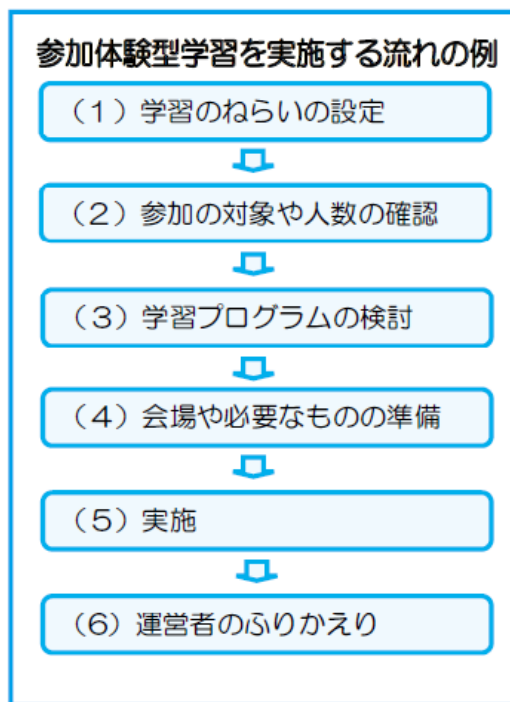 参加体験型学習を実施する流れの例
（１）学習のねらいの設定
（２）参加の対象や人数の確認
（３）学習プログラムの検討
（４）会場や必要なものの準備
（５）実施
（６）運営者のふりかえり